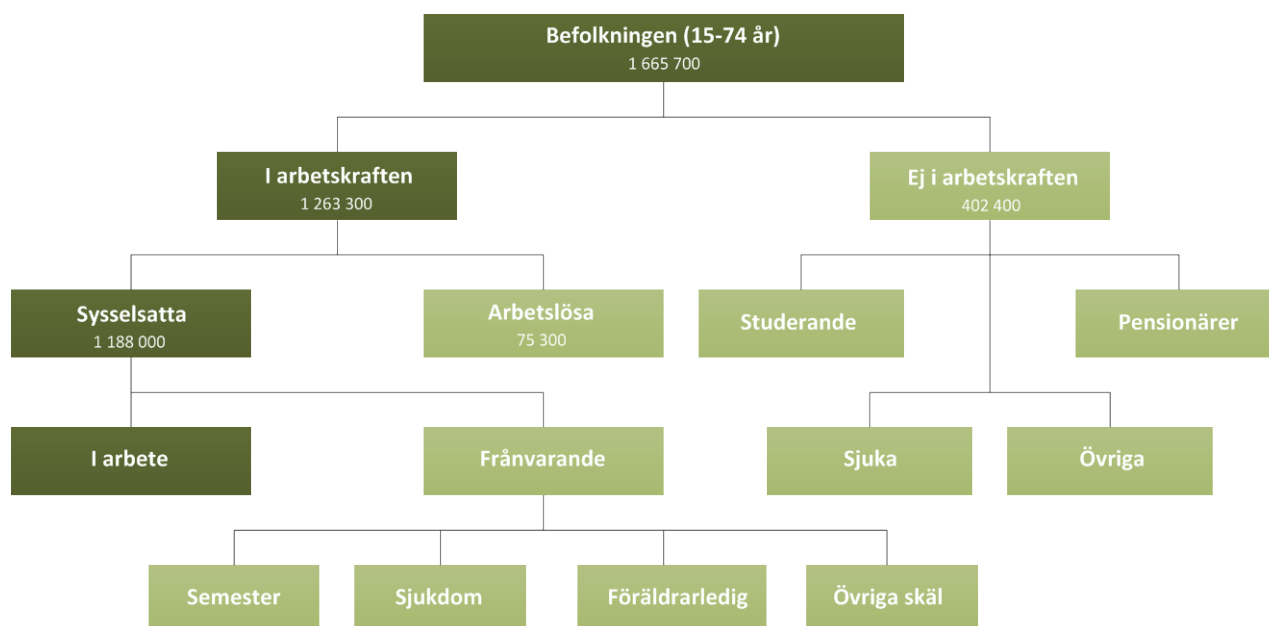 Befolkningen (15-74 år)
1 665 700
I arbetskraften
1 263 300
Ej i arbetskraften
402 400
Sysselsatta
1 188 000
Arbetslösa
75 300
Studerande
Pensionärer
I arbete
Frånvarande
Sjuka
Övriga
Semester
Sjukdom
Föräldrarledig
Övriga skäl